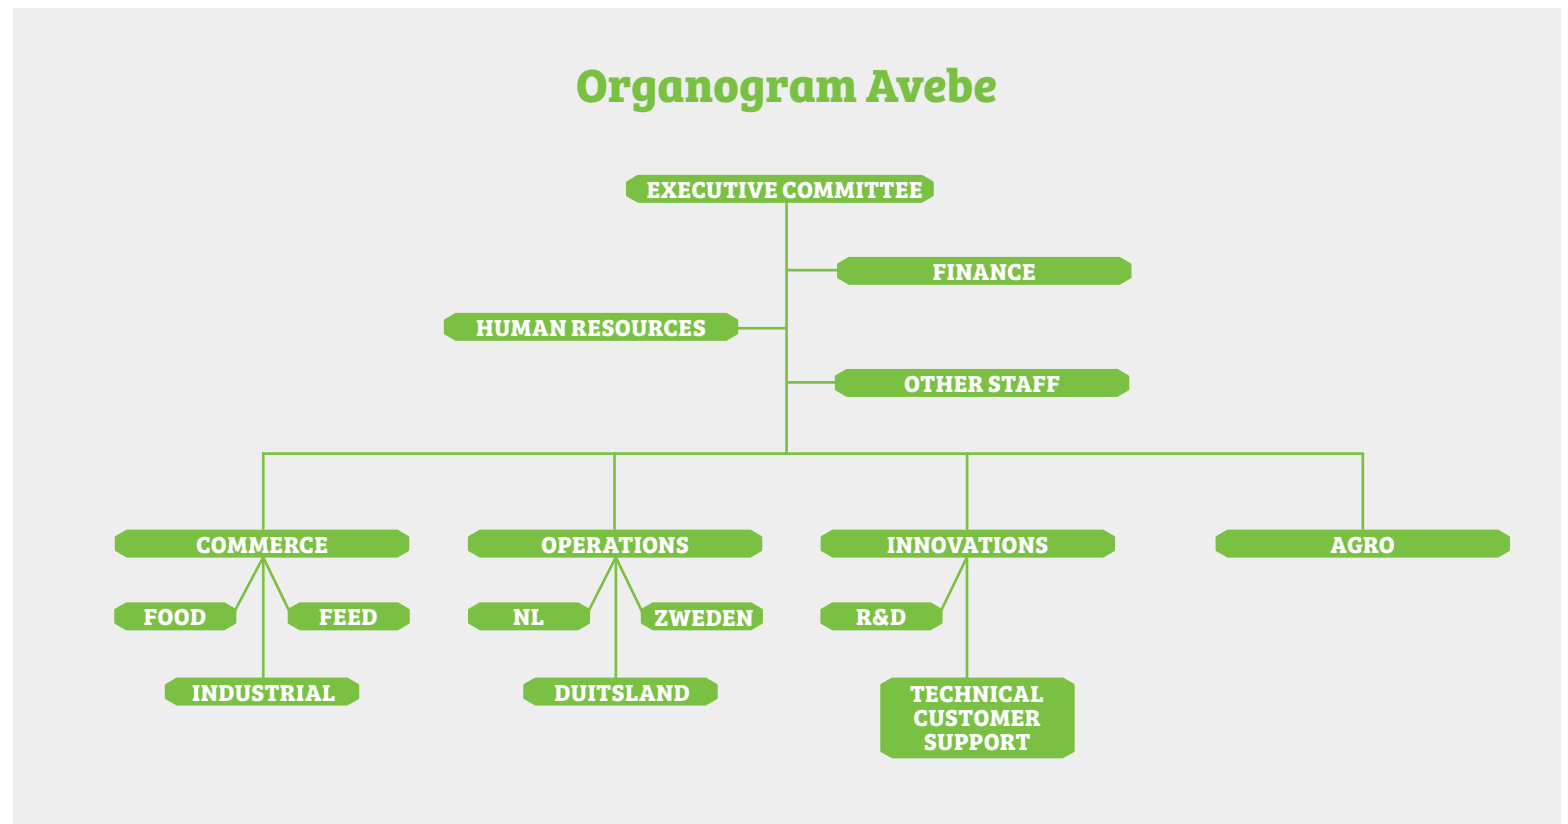 Organogram Avebe
EXECUTIVE COMMITTEE
FINANCE
HUMAN RESOURCES
OTHER STAFF
COMMERCE
OPERATIONS
INNOVATIONS
AGRO
FOOD
FEED
NL
ZWEDEN
R&D
INDUSTRIAL
DUITSLAND
TECHNICAL
CUSTOMER
SUPPORT